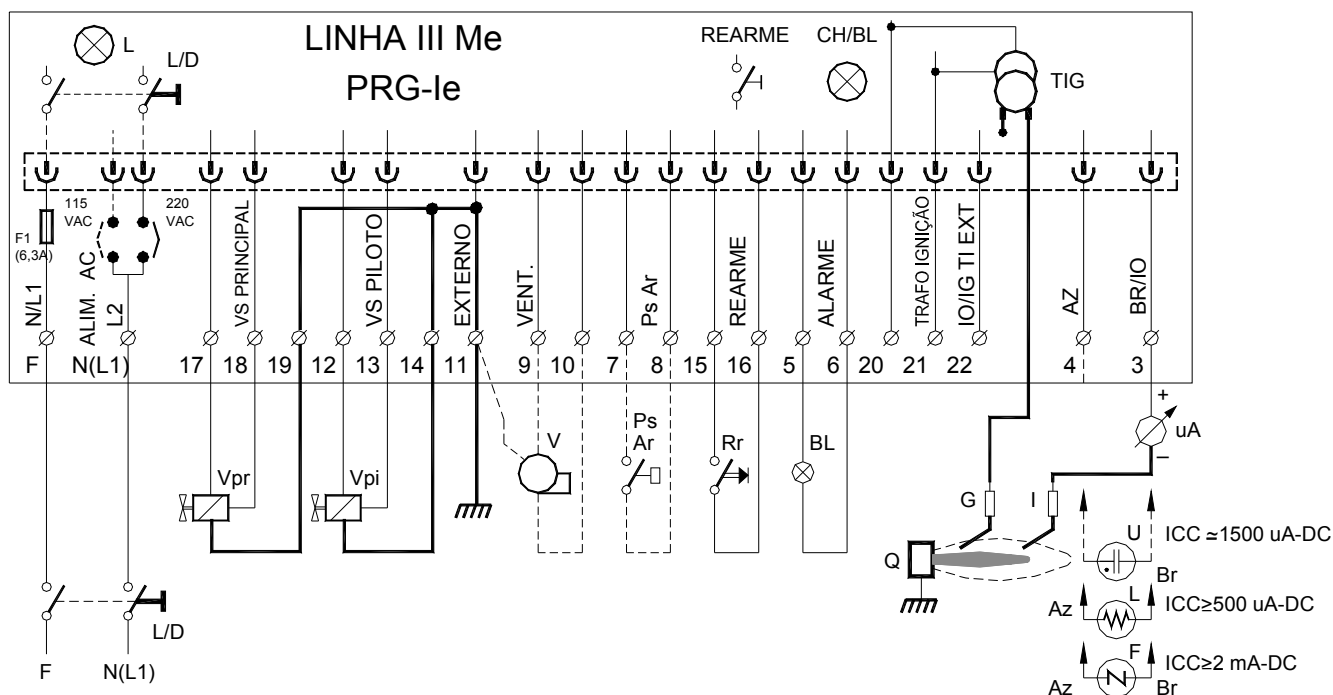 LINHA III Me
PRG-Ie
L
L/D
REARME
CH/BL
TIG
115
VAC
220
VAC
F1
(6,3A)
N/L1
ALIM. AC
L2
VS PRINCIPAL
VS PILOTO
EXTERNO
VENT.
Ps Ar
REARME
ALARME
TRAFO IGNIÇÃO
IO/IG TI EXT
AZ
BR/IO
F N(L1) 17 18 19 12 13 14 11 9 10 7 8 15 16 5 6 20 21 22 4 3
+
uA
–
Vpr
Vpi
V
Ps
Ar
Rr
BL
G
I
Q
U
ICC ≃1500 uA-DC
Br
L
Az
ICC≥500 uA-DC
F
ICC≥2 mA-DC
Az
Br
L/D
F
N(L1)